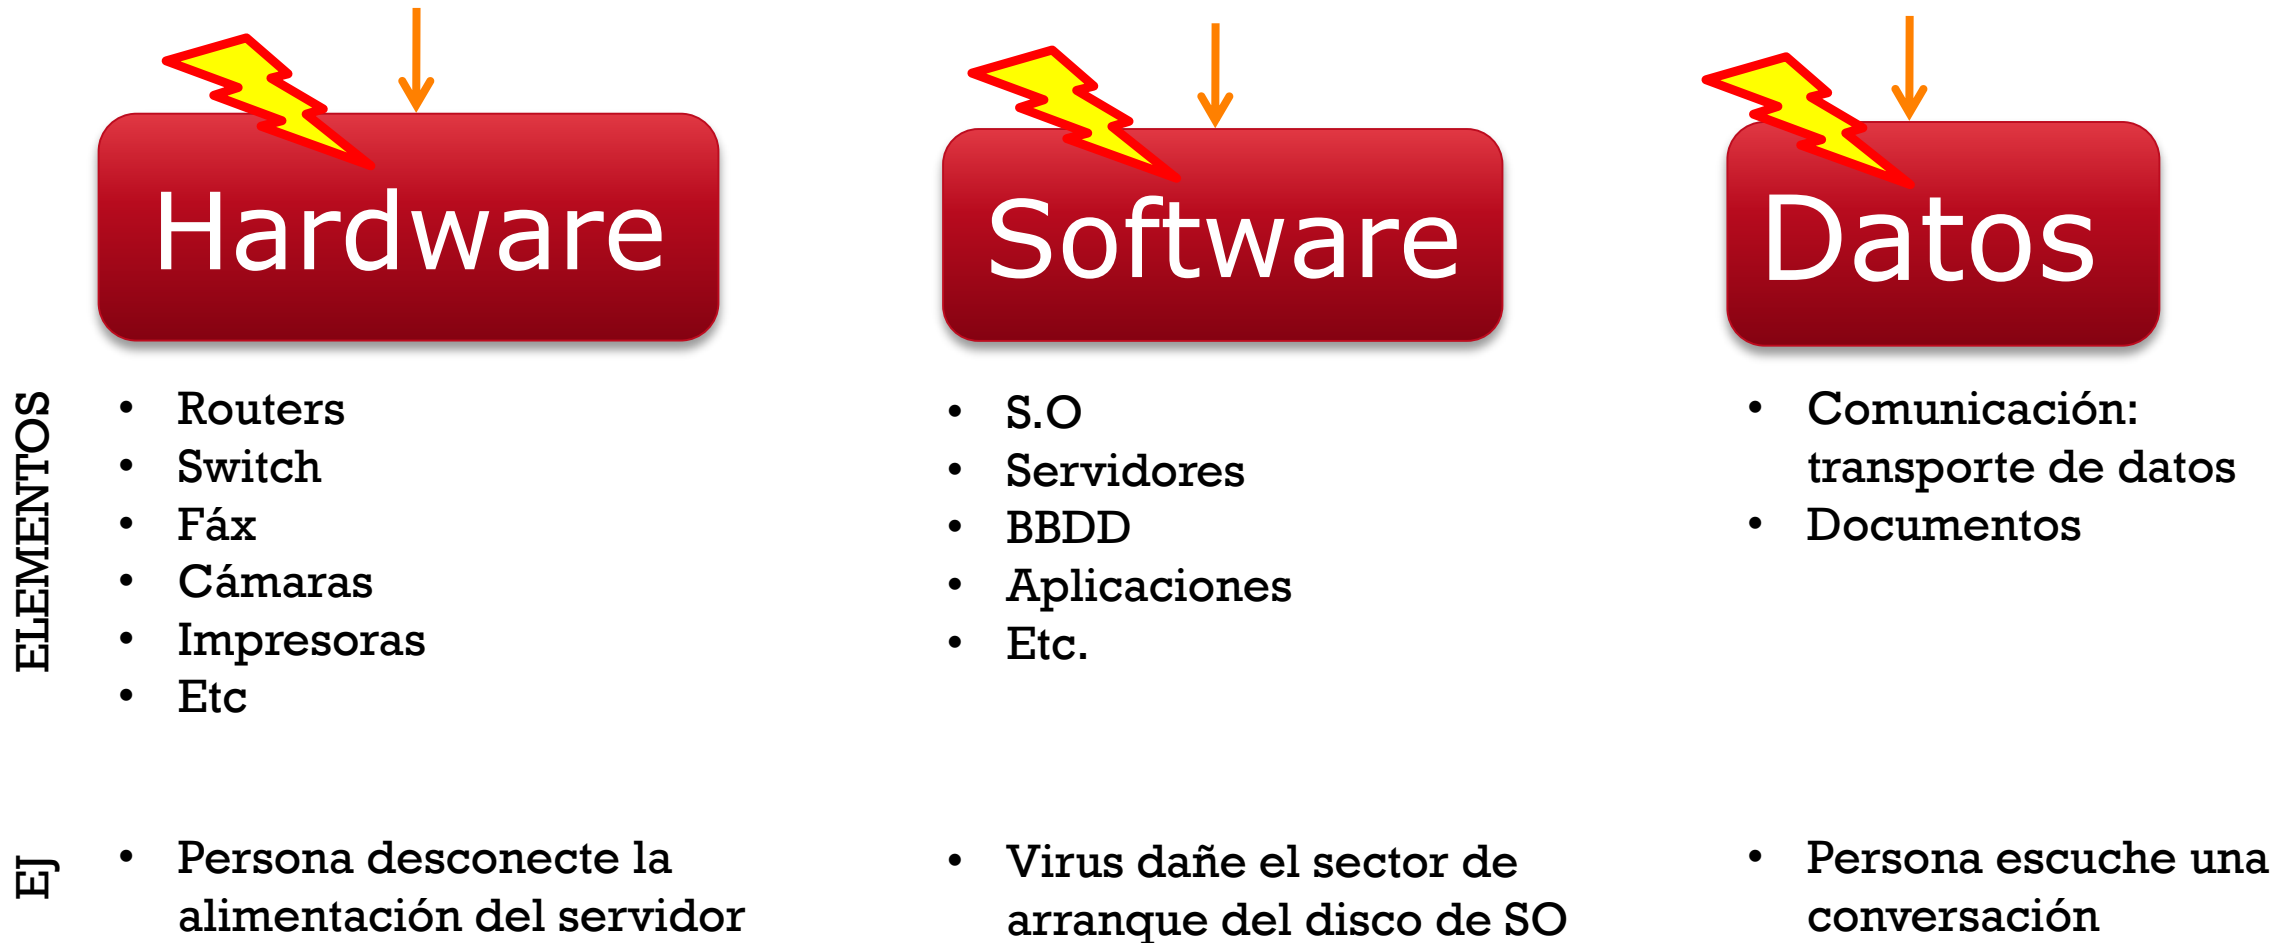 Hardware
Software
Datos
ELEMENTOS
• Routers
• Switch
• Fáx
• Cámaras
• Impresoras
• Etc
• S.O
• Servidores
• BBDD
• Aplicaciones
• Etc.
• Comunicación:
transporte de datos
• Documentos
EJ
• Persona desconecte la
alimentación del servidor
• Virus dañe el sector de
arranque del disco de SO
• Persona escuche una
conversación